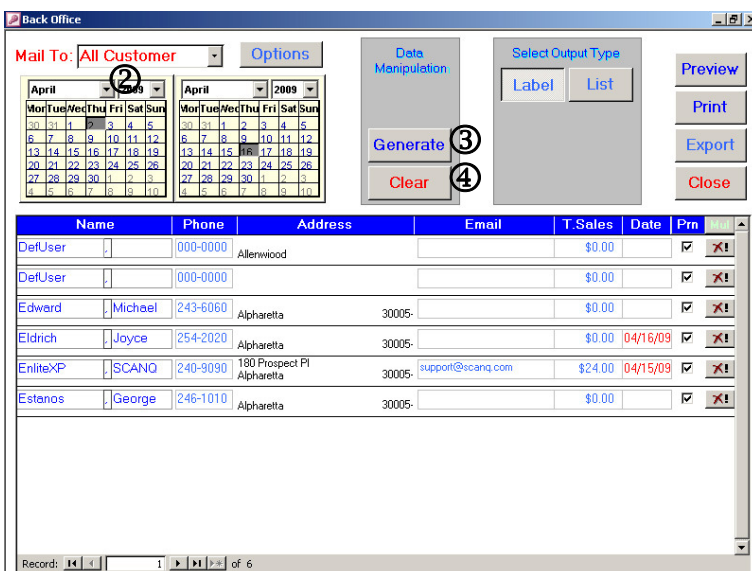 Back Office
Mail To: All Customer
Options
②
April 2009
MorTueWedThu Fri Sat Sun
30 31 1 2 3 4 5
6 7 8 9 10 11 12
13 14 15 16 17 18 19
20 21 22 23 24 25 26
27 28 29 30 1 2 3
4 5 6 7 8 9 10
April 2009
MorTueWedThu Fri Sat Sun
30 31 1 2 3 4 5
6 7 8 9 10 11 12
13 14 15 16 17 18 19
20 21 22 23 24 25 26
27 28 29 30 1 2 3
4 5 6 7 8 9 10
Data
Manipulation
Generate ③
Clear ④
Select Output Type
Label List
Preview
Print
Export
Close
Name Phone Address Email T.Sales Date Prn Mul
DefUser , 000-0000 Allenwiood $0.00 X!
DefUser , 000-0000 $0.00 X!
Edward , Michael 243-6060 Alpharetta 30005- $0.00 X!
Eldrich , Joyce 254-2020 Alpharetta 30005- $0.00 04/16/09 X!
EnliteXP , SCANQ 240-9090 180 Prospect Pl
Alpharetta 30005- support@scanq.com $24.00 04/15/09 X!
Estanos , George 246-1010 Alpharetta 30005- $0.00 X!
Record: 1 of 6